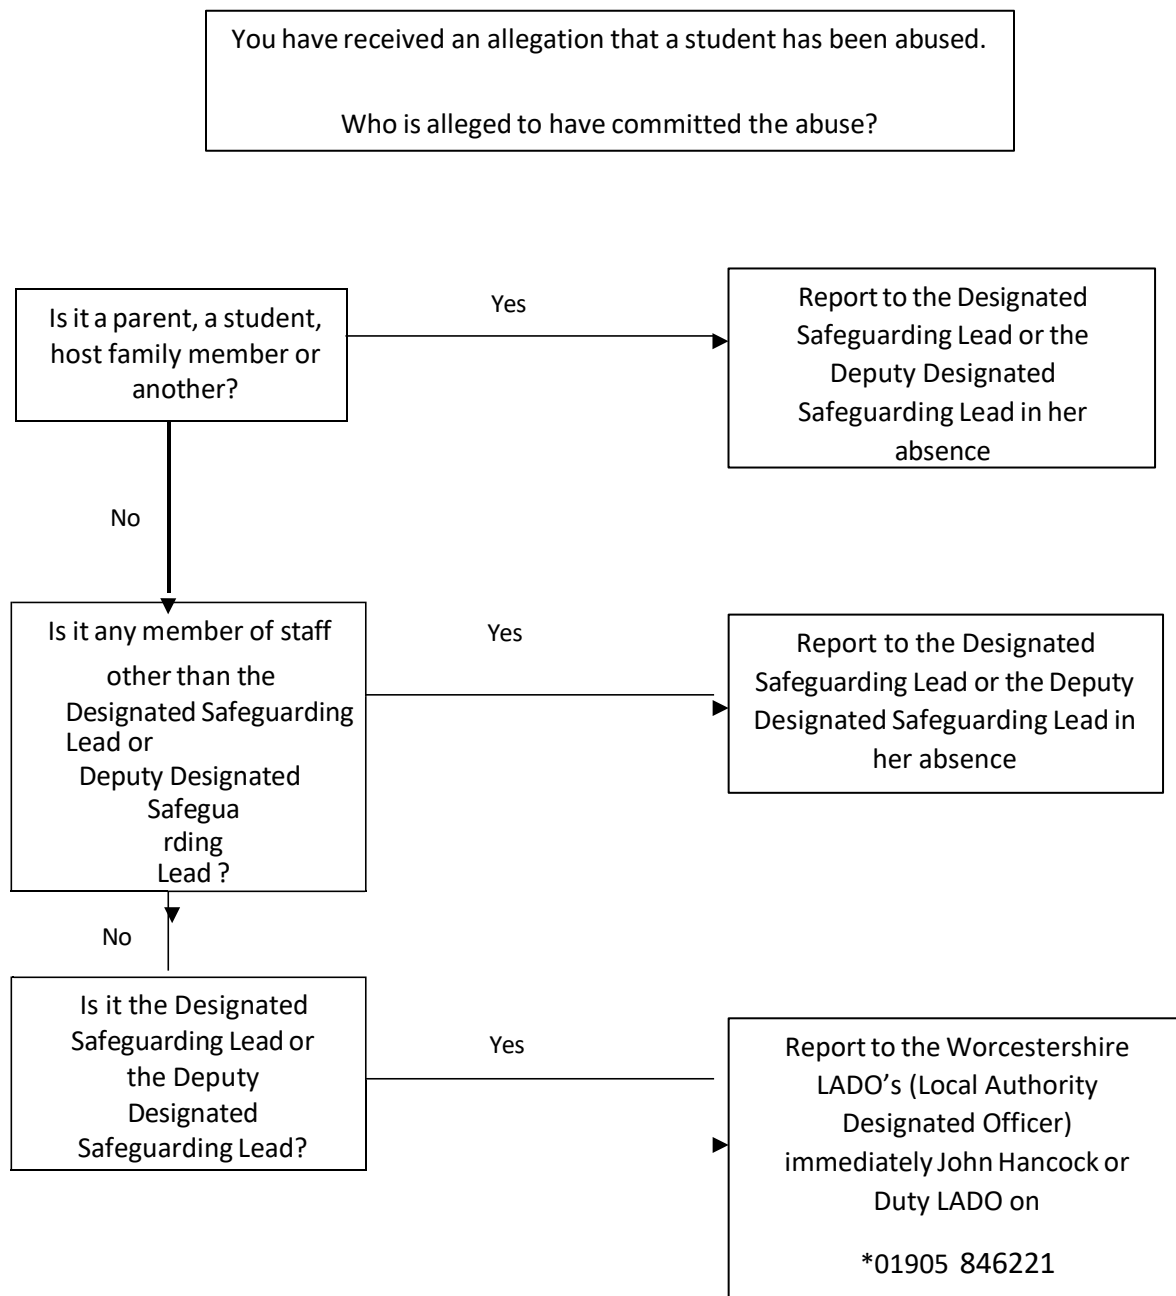 You have received an allegation that a student has been abused.
Who is alleged to have committed the abuse?
Is it a parent, a student,
host family member or
another?
Yes
Report to the Designated
Safeguarding Lead or the
Deputy Designated
Safeguarding Lead in her
absence
No
Is it any member of staff
other than the
Designated Safeguarding
Lead or
Deputy Designated
Safegua
rding
Lead ?
Yes
Report to the Designated
Safeguarding Lead or the Deputy
Designated Safeguarding Lead in
her absence
No
Is it the Designated
Safeguarding Lead or
the Deputy
Designated
Safeguarding Lead?
Yes
Report to the Worcestershire
LADO’s (Local Authority
Designated Officer)
immediately John Hancock or
Duty LADO on
*01905 846221